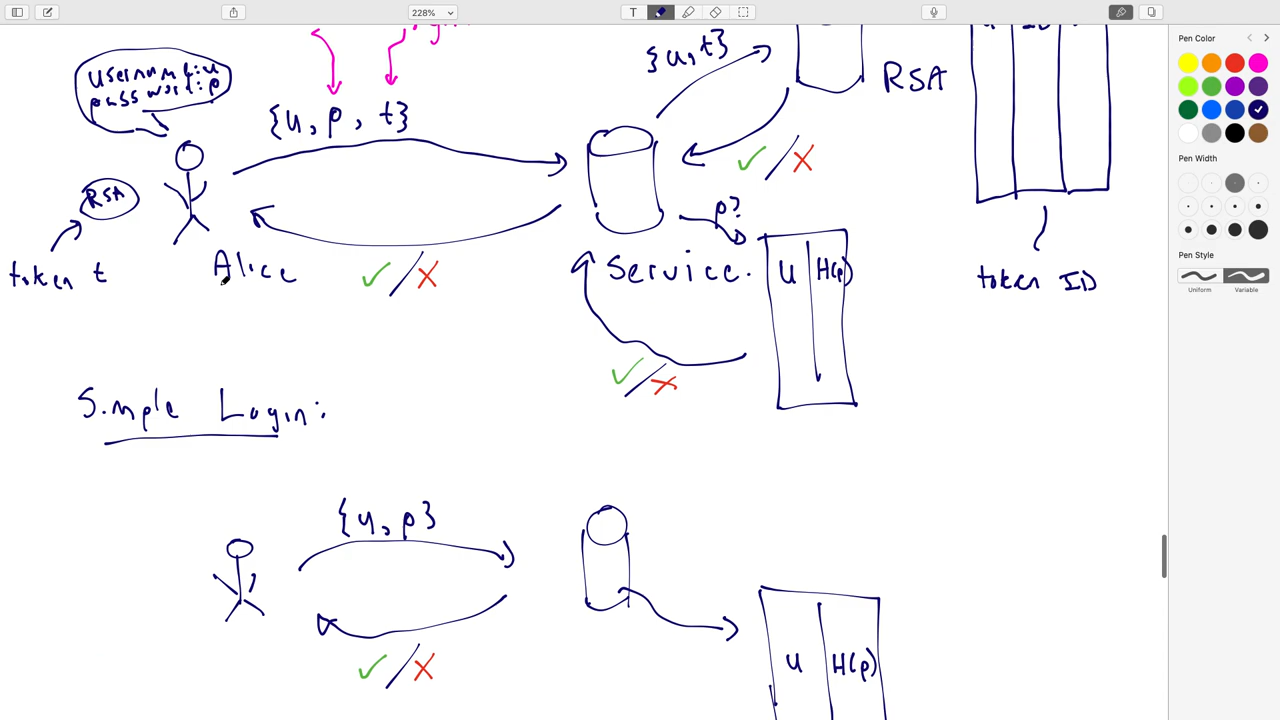 228%
T
Pen Color
username: u
password: p
{u, p, t}
{u, t}
RSA
✓/✗
RSA
p?
token t
Alice
✓/✗
Service.
U
H(p)
token ID
✓/✗
Pen Width
Pen Style
Uniform
Variable
Simple Login:
{u, p}
✓/✗
u
H(p)